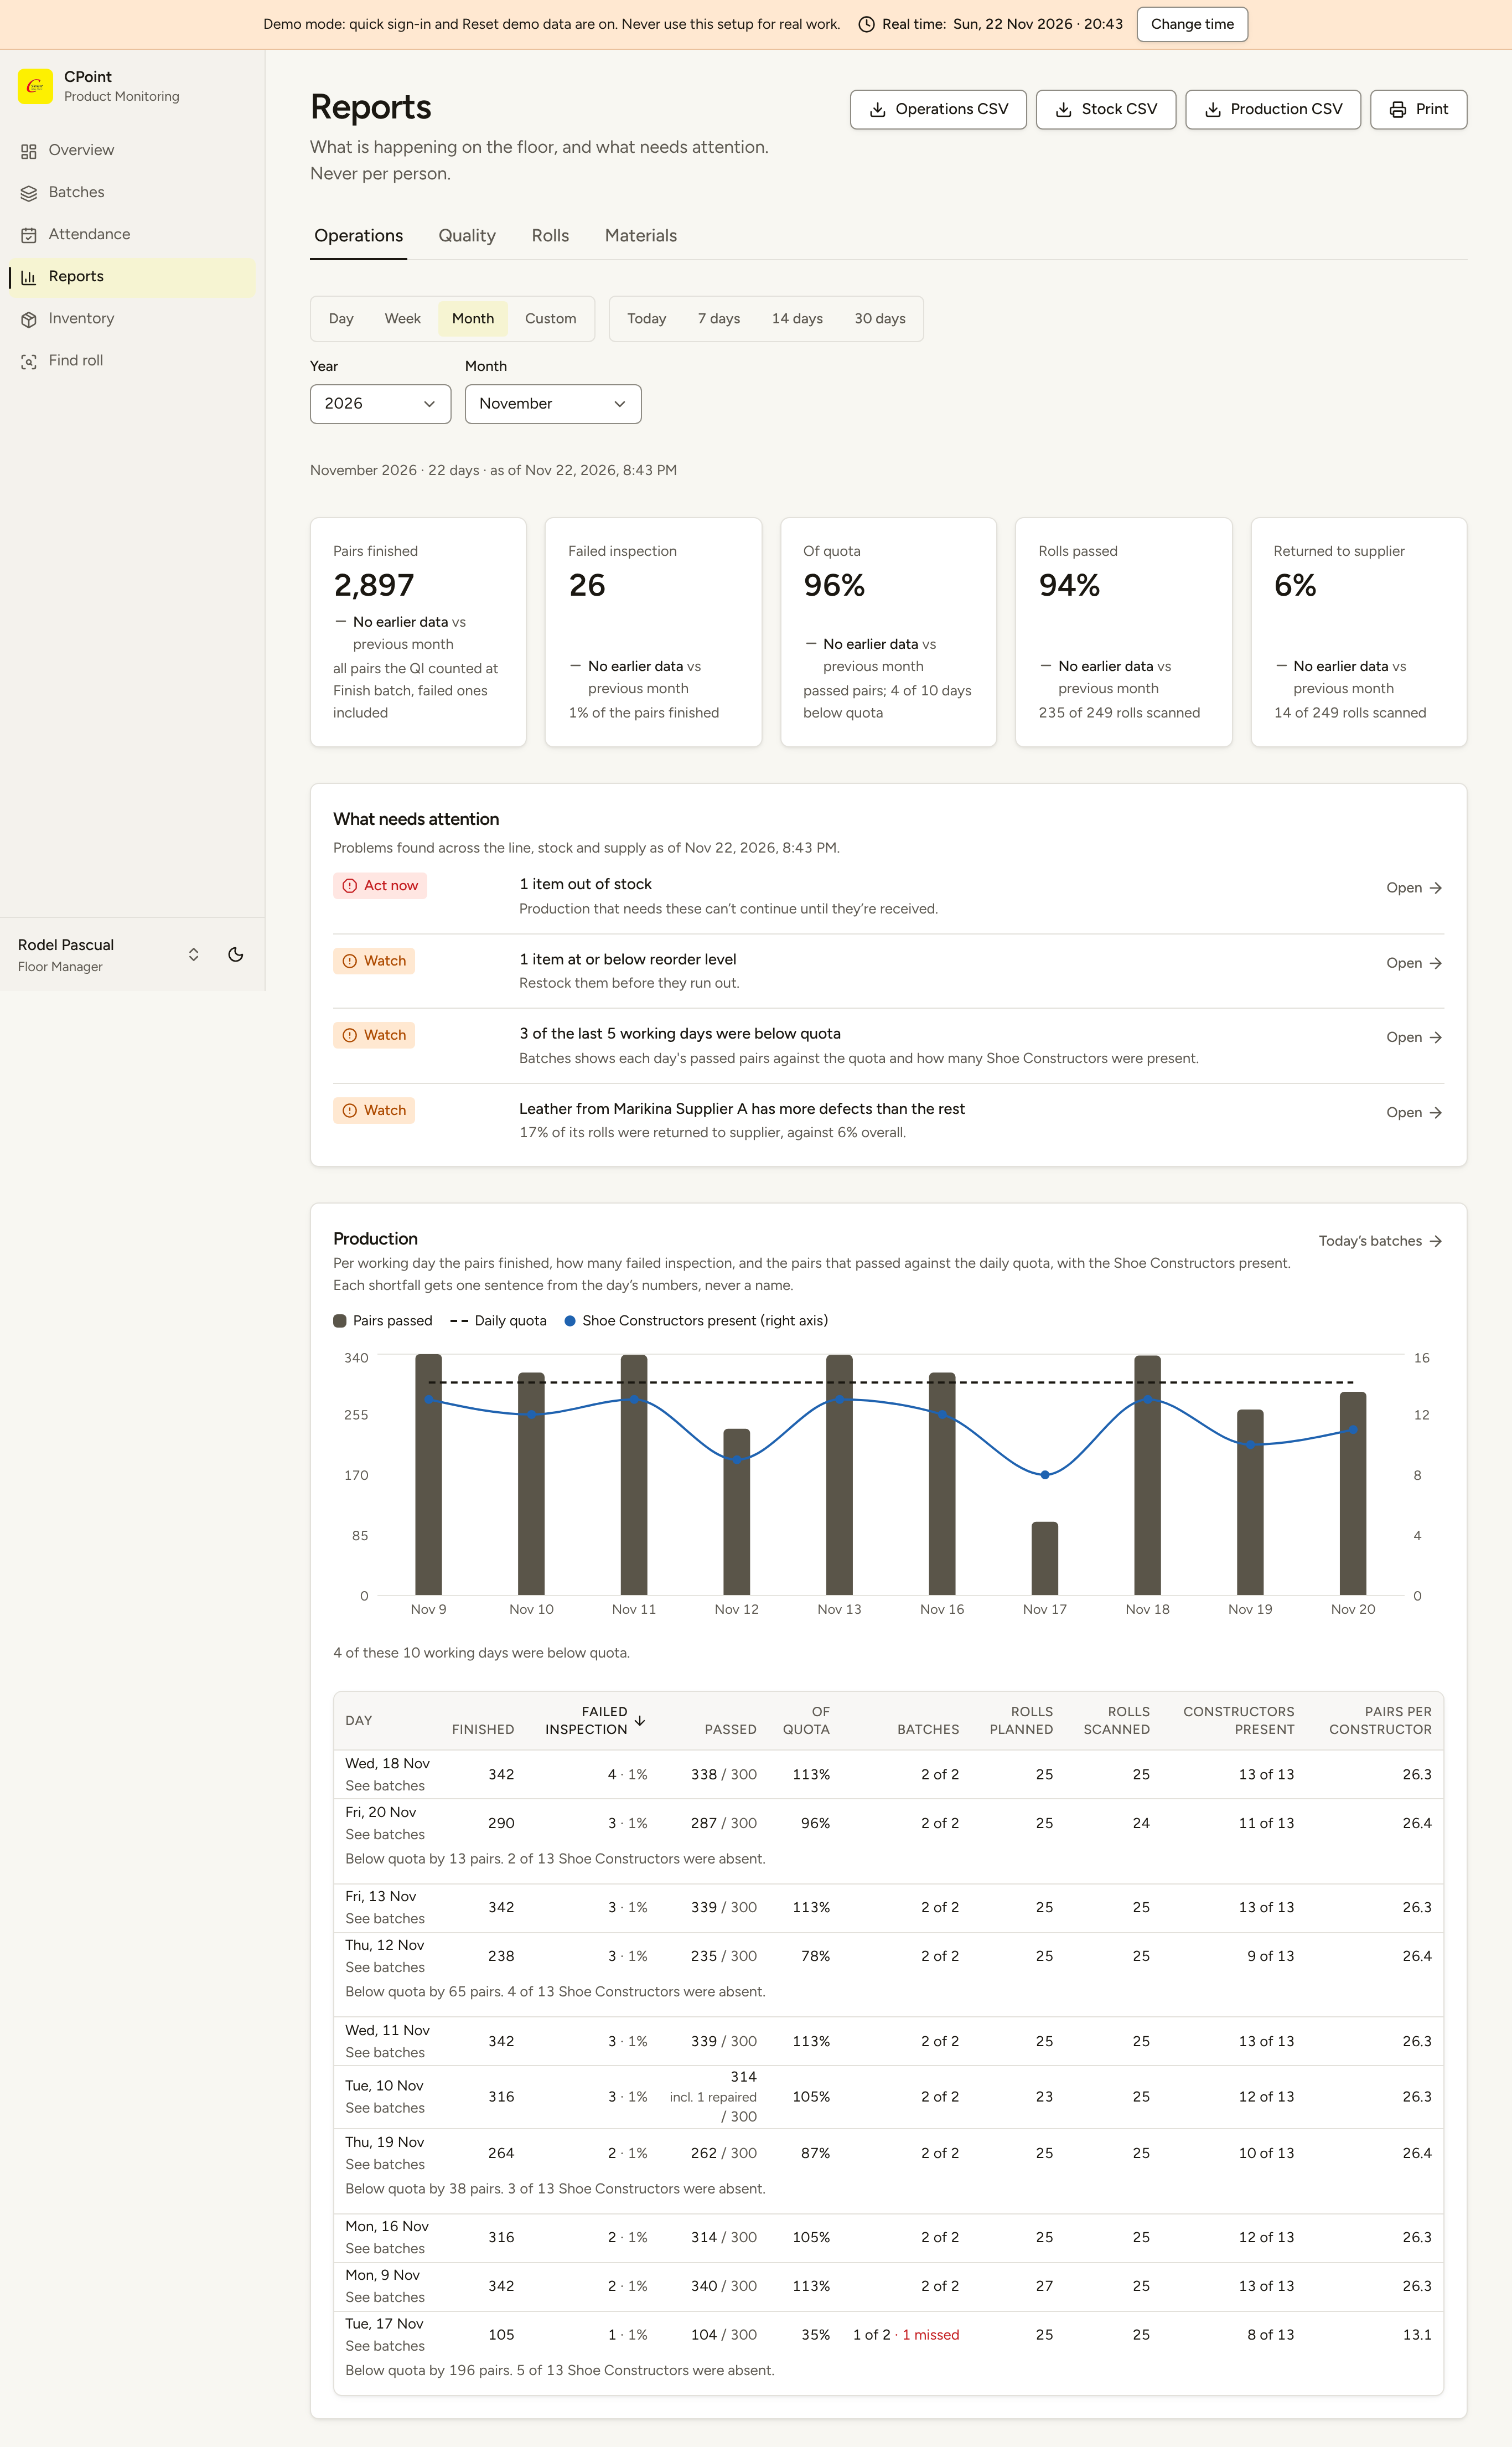 Demo mode: quick sign-in and Reset demo data are on. Never use this setup for real work.
Real time: Sun, 22 Nov 2026 · 20:43
Change time
CPoint
Product Monitoring
Overview
Batches
Attendance
Reports
Inventory
Find roll
Rodel Pascual
Floor Manager
Reports
What is happening on the floor, and what needs attention.
Never per person.
Operations CSV
Stock CSV
Production CSV
Print
Operations Quality Rolls Materials
Day Week Month Custom
Today 7 days 14 days 30 days
Year Month
2026 November
November 2026 · 22 days · as of Nov 22, 2026, 8:43 PM
Pairs finished
2,897
— No earlier data vs
previous month
all pairs the QI counted at
Finish batch, failed ones
included
Failed inspection
26
— No earlier data vs
previous month
1% of the pairs finished
Of quota
96%
— No earlier data vs
previous month
passed pairs; 4 of 10 days
below quota
Rolls passed
94%
— No earlier data vs
previous month
235 of 249 rolls scanned
Returned to supplier
6%
— No earlier data vs
previous month
14 of 249 rolls scanned
What needs attention
Problems found across the line, stock and supply as of Nov 22, 2026, 8:43 PM.
Act now
1 item out of stock
Production that needs these can’t continue until they’re received.
Open
Watch
1 item at or below reorder level
Restock them before they run out.
Open
Watch
3 of the last 5 working days were below quota
Batches shows each day's passed pairs against the quota and how many Shoe Constructors were present.
Open
Watch
Leather from Marikina Supplier A has more defects than the rest
17% of its rolls were returned to supplier, against 6% overall.
Open
Production
Today’s batches
Per working day the pairs finished, how many failed inspection, and the pairs that passed against the daily quota, with the Shoe Constructors present.
Each shortfall gets one sentence from the day’s numbers, never a name.
Pairs passed Daily quota Shoe Constructors present (right axis)
340 16
255 12
170 8
85 4
0 0
Nov 9 Nov 10 Nov 11 Nov 12 Nov 13 Nov 16 Nov 17 Nov 18 Nov 19 Nov 20
4 of these 10 working days were below quota.
DAY FINISHED FAILED INSPECTION PASSED OF QUOTA BATCHES ROLLS PLANNED ROLLS SCANNED CONSTRUCTORS PRESENT PAIRS PER CONSTRUCTOR
Wed, 18 Nov
See batches
342 4 · 1% 338 / 300 113% 2 of 2 25 25 13 of 13 26.3
Fri, 20 Nov
See batches
290 3 · 1% 287 / 300 96% 2 of 2 25 24 11 of 13 26.4
Below quota by 13 pairs. 2 of 13 Shoe Constructors were absent.
Fri, 13 Nov
See batches
342 3 · 1% 339 / 300 113% 2 of 2 25 25 13 of 13 26.3
Thu, 12 Nov
See batches
238 3 · 1% 235 / 300 78% 2 of 2 25 25 9 of 13 26.4
Below quota by 65 pairs. 4 of 13 Shoe Constructors were absent.
Wed, 11 Nov
See batches
342 3 · 1% 339 / 300 113% 2 of 2 25 25 13 of 13 26.3
Tue, 10 Nov
See batches
316 3 · 1% 314 incl. 1 repaired / 300 105% 2 of 2 23 25 12 of 13 26.3
Thu, 19 Nov
See batches
264 2 · 1% 262 / 300 87% 2 of 2 25 25 10 of 13 26.4
Below quota by 38 pairs. 3 of 13 Shoe Constructors were absent.
Mon, 16 Nov
See batches
316 2 · 1% 314 / 300 105% 2 of 2 25 25 12 of 13 26.3
Mon, 9 Nov
See batches
342 2 · 1% 340 / 300 113% 2 of 2 27 25 13 of 13 26.3
Tue, 17 Nov
See batches
105 1 · 1% 104 / 300 35% 1 of 2 · 1 missed 25 25 8 of 13 13.1
Below quota by 196 pairs. 5 of 13 Shoe Constructors were absent.